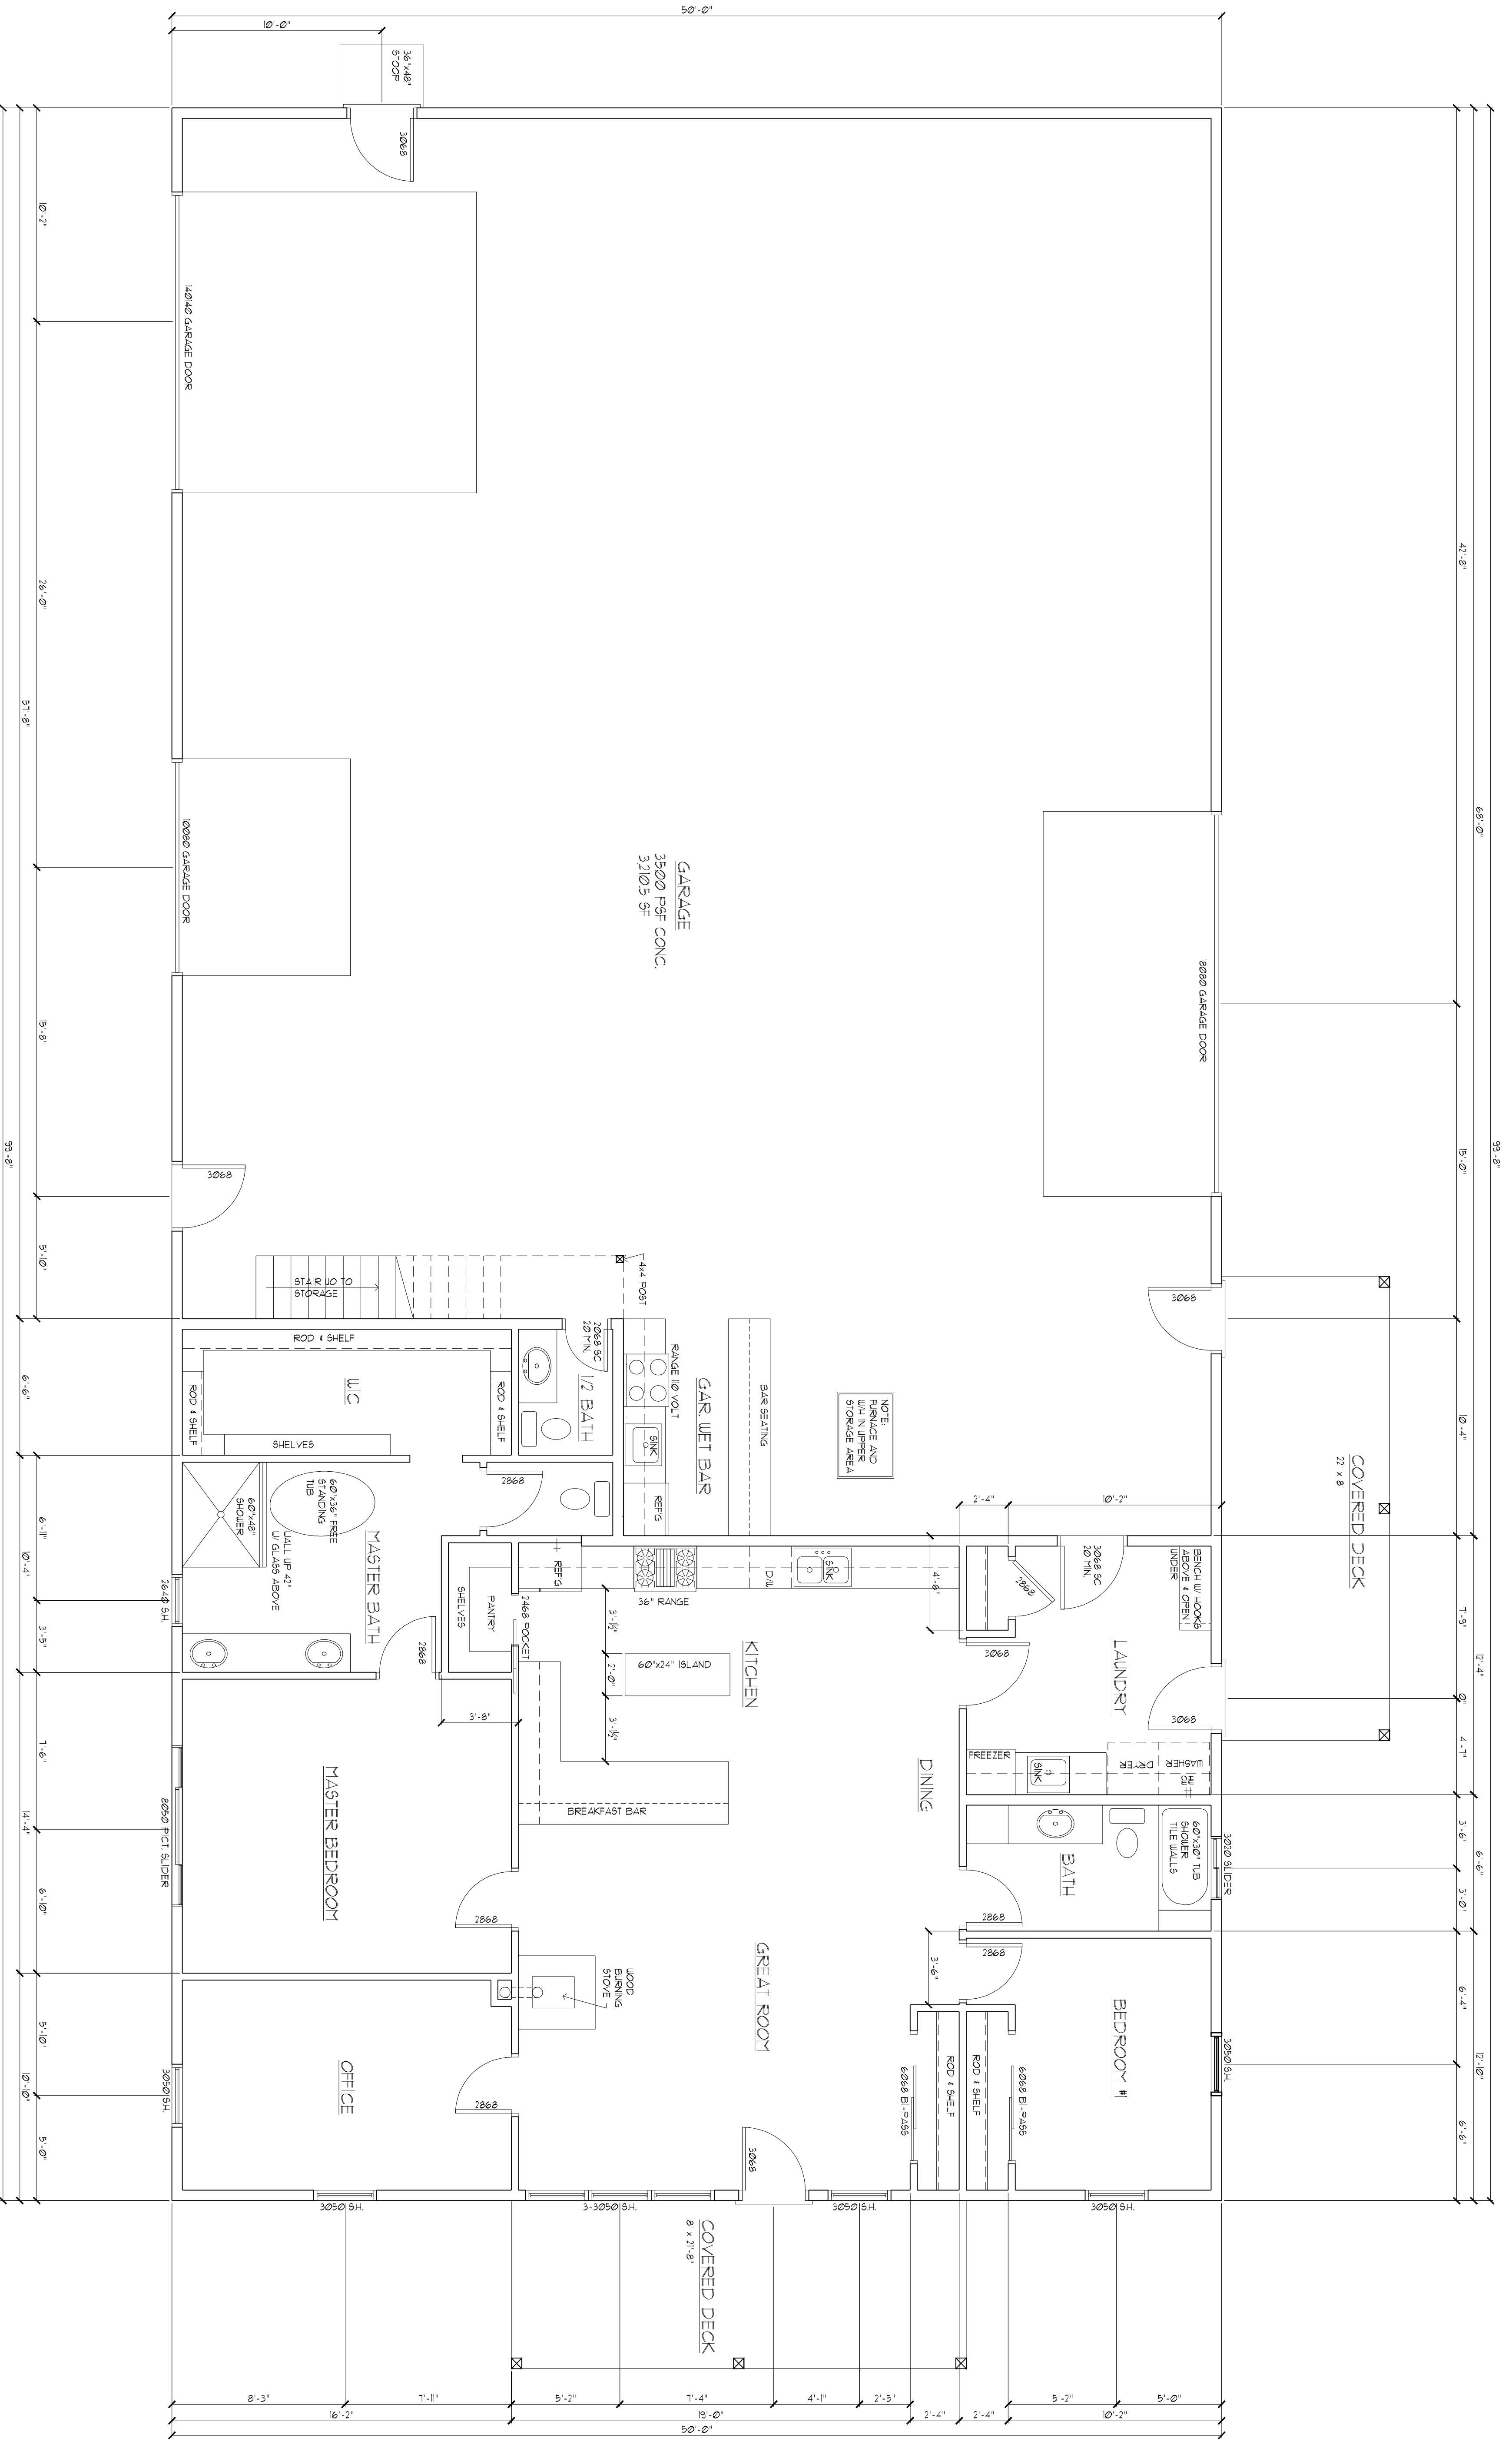 50'-0"
10'-0"
36"x48"
STOOP
3068
10'-2"
26'-0"
15'-8"
5'-10"
57'-8"
99'-8"
6'-6"
6'-11"
10'-4"
3'-5"
7'-6"
14'-4"
6'-10"
5'-10"
10'-10"
5'-0"
42'-8"
68'-0"
99'-8"
15'-0"
10'-4"
7'-9"
12'-4"
0"
4'-7"
3'-6"
6'-6"
3'-0"
6'-4"
12'-10"
6'-6"
140140 GARAGE DOOR
10080 GARAGE DOOR
18080 GARAGE DOOR
GARAGE
3500 PSF CONC.
3,210.5 SF
3068
3068
STAIR UO TO
STORAGE
4x4 POST
ROD & SHELF
ROD & SHELF
ROD & SHELF
WIC
SHELVES
2068 SC
20 MIN.
1/2 BATH
RANGE 110 VOLT
SINK
REF'G
GAR. WET BAR
BAR SEATING
NOTE:
FURNACE AND
W/H IN UPPER
STORAGE AREA
COVERED DECK
22' x 8'
2'-4"
10'-2"
60"x36" FREE
STANDING
TUB
60"x48"
SHOWER
WALL UP 42"
W/ GLASS ABOVE
MASTER BATH
2868
2640 S.H.
2868
PANTRY
SHELVES
2468 POCKET
REF'G
36" RANGE
D/W
SINK
4'-6"
2868
3068 SC
20 MIN.
BENCH W/ HOOKS
ABOVE & OPEN
UNDER
LAUNDRY
3068
3068
3'-1½"
2'-0"
3'-1½"
60"x24" ISLAND
KITCHEN
3'-8"
BREAKFAST BAR
DINING
FREEZER
SINK
DRYER
WASHER
60"x30" TUB
SHOWER
TILE WALLS
3020 SLIDER
BATH
2868
MASTER BEDROOM
8050 PICT. SLIDER
2868
GREAT ROOM
WOOD
BURNING
STOVE
3'-6"
2868
BEDROOM #1
3050 S.H.
OFFICE
3050 S.H.
2868
6068 BI-PASS
ROD & SHELF
ROD & SHELF
6068 BI-PASS
3068
3050 S.H.
3-3050 S.H.
3050 S.H.
3050 S.H.
COVERED DECK
8' x 21'-8"
8'-3"
7'-11"
5'-2"
7'-4"
4'-1"
2'-5"
5'-2"
5'-0"
16'-2"
19'-0"
2'-4"
2'-4"
10'-2"
50'-0"